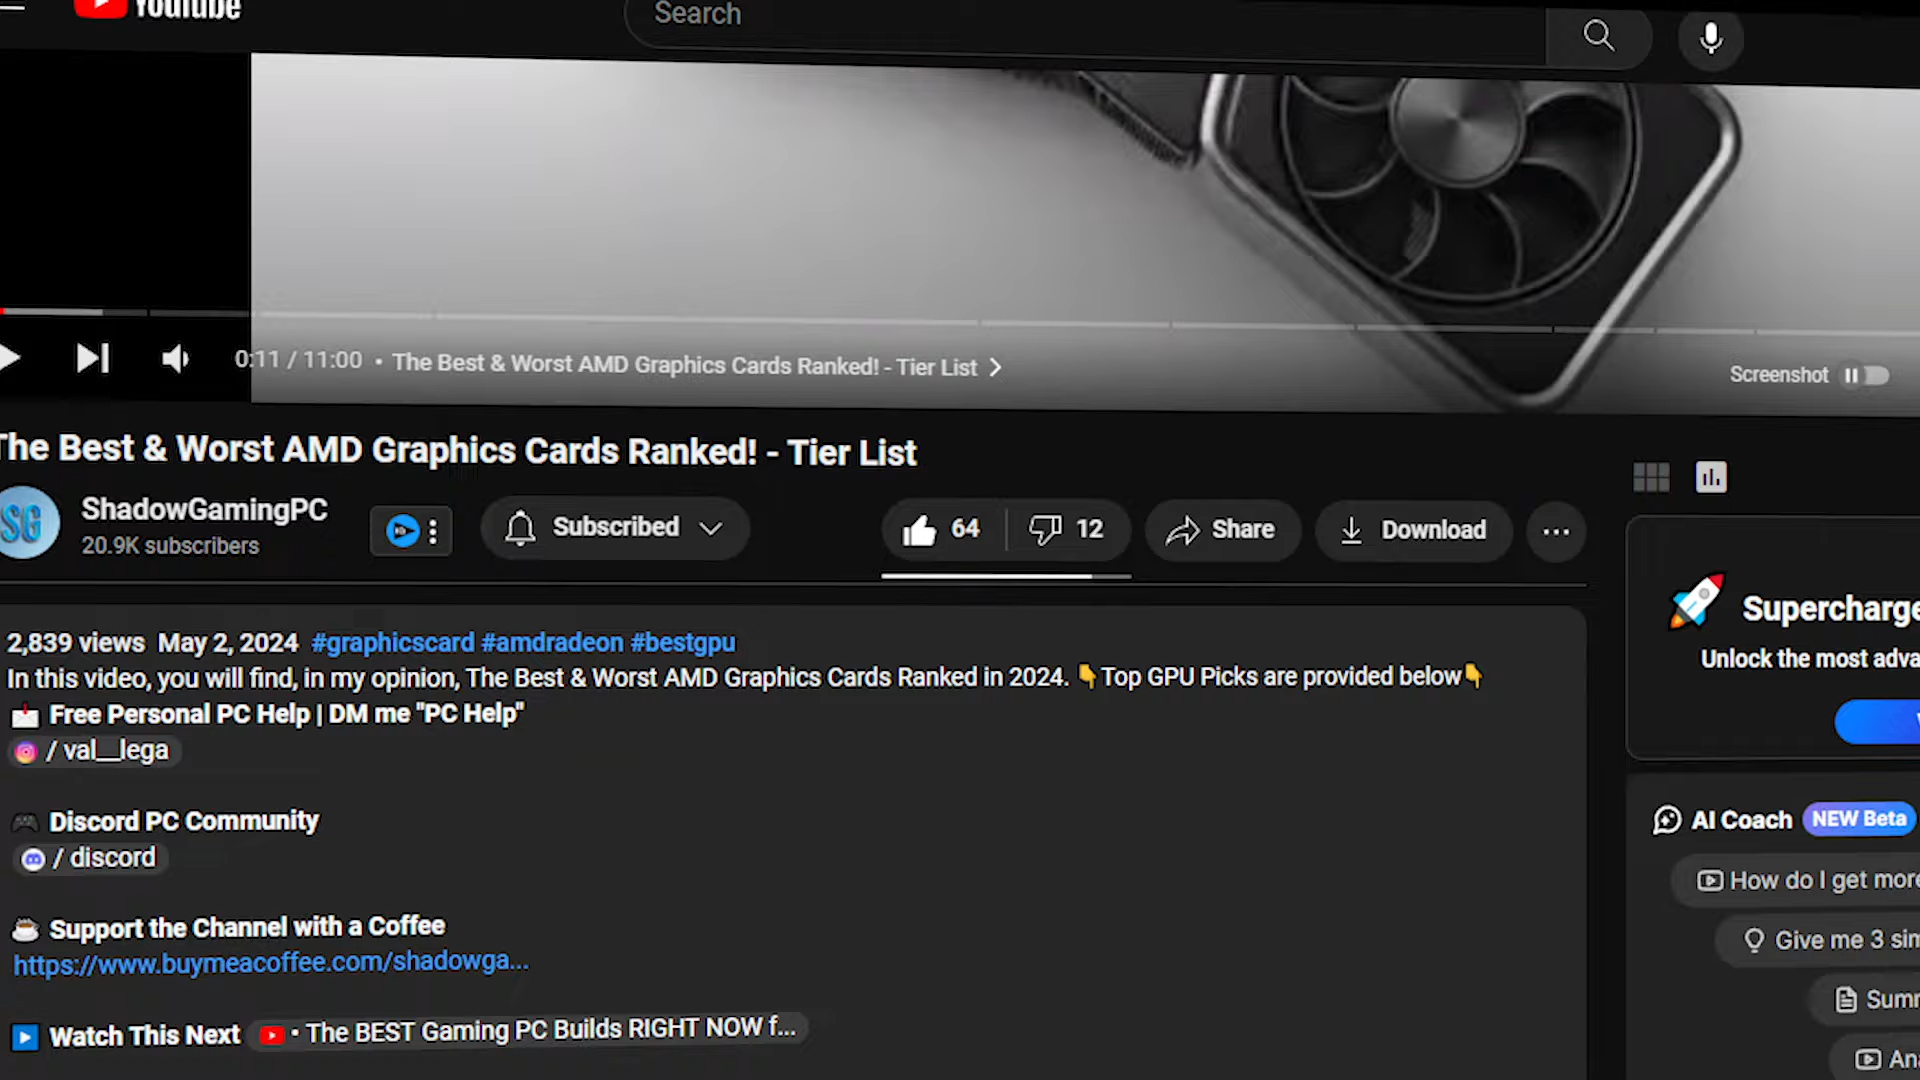 YouTube
Search
0:11 / 11:00 • The Best & Worst AMD Graphics Cards Ranked! - Tier List
Screenshot
The Best & Worst AMD Graphics Cards Ranked! - Tier List
SG
ShadowGamingPC
20.9K subscribers
Subscribed
64
12
Share
Download
2,839 views May 2, 2024 #graphicscard #amdradeon #bestgpu
In this video, you will find, in my opinion, The Best & Worst AMD Graphics Cards Ranked in 2024. 👇Top GPU Picks are provided below👇
📩 Free Personal PC Help | DM me "PC Help"
/ val__lega
🎮 Discord PC Community
/ discord
☕ Support the Channel with a Coffee
https://www.buymeacoffee.com/shadowga...
▶️ Watch This Next • The BEST Gaming PC Builds RIGHT NOW f...
🚀 Supercharge
Unlock the most adva
AI Coach NEW Beta
How do I get more
Give me 3 sim
Summ
Ana